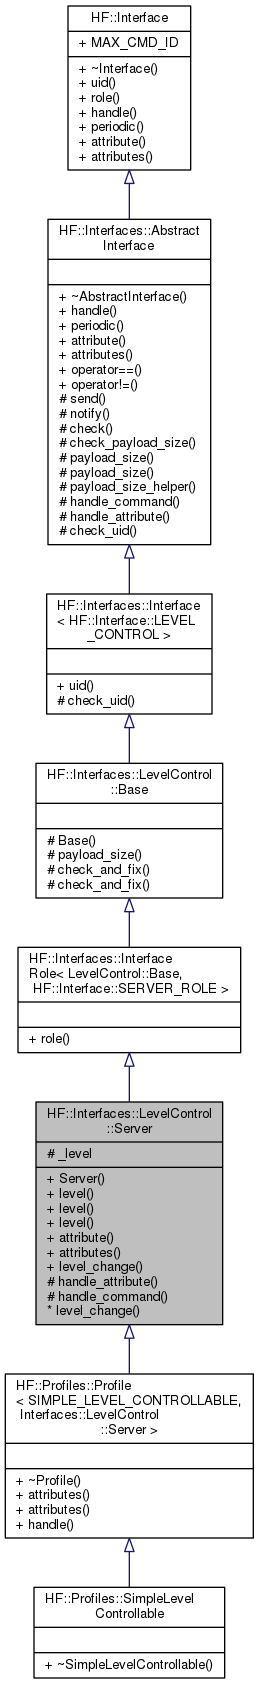 HF::Interface
+ MAX_CMD_ID
+ ~Interface()
+ uid()
+ role()
+ handle()
+ periodic()
+ attribute()
+ attributes()
HF::Interfaces::Abstract
Interface
+ ~AbstractInterface()
+ handle()
+ periodic()
+ attribute()
+ attributes()
+ operator==()
+ operator!=()
# send()
# notify()
# check()
# check_payload_size()
# payload_size()
# payload_size()
# payload_size_helper()
# handle_command()
# handle_attribute()
# check_uid()
HF::Interfaces::Interface
< HF::Interface::LEVEL
_CONTROL >
+ uid()
# check_uid()
HF::Interfaces::LevelControl
::Base
# Base()
# payload_size()
# check_and_fix()
# check_and_fix()
HF::Interfaces::Interface
Role< LevelControl::Base,
HF::Interface::SERVER_ROLE >
+ role()
HF::Interfaces::LevelControl
::Server
# _level
+ Server()
+ level()
+ level()
+ level()
+ attribute()
+ attributes()
+ level_change()
# handle_attribute()
# handle_command()
* level_change()
HF::Profiles::Profile
< SIMPLE_LEVEL_CONTROLLABLE,
Interfaces::LevelControl
::Server >
+ ~Profile()
+ attributes()
+ attributes()
+ handle()
HF::Profiles::SimpleLevel
Controllable
+ ~SimpleLevelControllable()